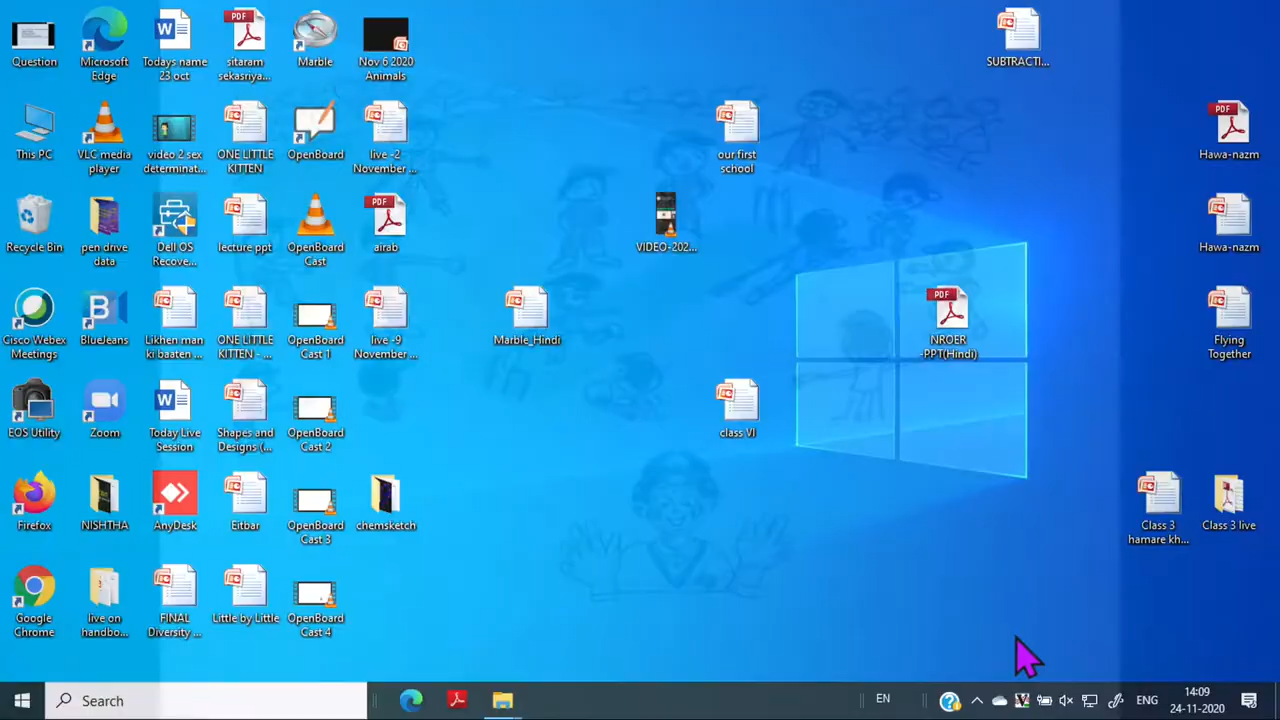 Question
Microsoft
Edge
Todays name
23 oct
PDF
sitaram
sekasriya...
Marble
Nov 6 2020
Animals
SUBTRACTI...
This PC
VLC media
player
video 2 sex
determinat...
ONE LITTLE
KITTEN
OpenBoard
live -2
November ...
our first
school
PDF
Hawa-nazm
Recycle Bin
pen drive
data
Dell OS
Recove...
lecture ppt
OpenBoard
Cast
PDF
airab
VIDEO-202...
Hawa-nazm
Cisco Webex
Meetings
BlueJeans
Likhen man
ki baaten ...
ONE LITTLE
KITTEN - ...
OpenBoard
Cast 1
live -9
November ...
Marble_Hindi
PDF
NROER
-PPT(Hindi)
Flying
Together
EOS Utility
Zoom
Today Live
Session
Shapes and
Designs (...
OpenBoard
Cast 2
class VI
Firefox
NISHTHA
AnyDesk
Eitbar
OpenBoard
Cast 3
chemsketch
Class 3
hamare kh...
Class 3 live
Google
Chrome
live on
handbo...
FINAL
Diversity ...
Little by Little
OpenBoard
Cast 4
Search
EN
ENG
14:09
24-11-2020